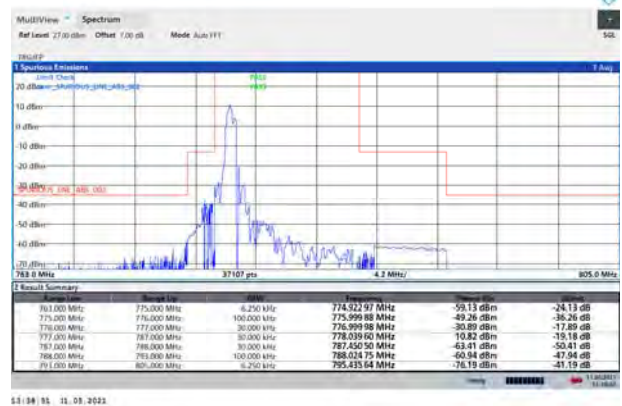 MultiView Spectrum
Ref Level 27.00 dBm Offset 7.00 dB Mode Auto FFT
SGL
1 Spurious Emissions 1 Avg
Limit Check PASS
PASS
20 dBm
10 dBm
0 dBm
-10 dBm
-20 dBm
-30 dBm
-40 dBm
-50 dBm
-60 dBm
-70 dBm
763.0 MHz 37107 pts 4.2 MHz/ 805.0 MHz
2 Result Summary
Range Low Range Up RBW Frequency Power Abs ΔLimit
763.000 MHz 775.000 MHz 6.250 kHz 774.922 97 MHz -59.13 dBm -24.13 dB
775.000 MHz 776.000 MHz 100.000 kHz 775.999 88 MHz -49.26 dBm -36.26 dB
776.000 MHz 777.000 MHz 30.000 kHz 776.999 98 MHz -30.89 dBm -17.89 dB
777.000 MHz 787.000 MHz 30.000 kHz 778.039 60 MHz 10.82 dBm -19.18 dB
787.000 MHz 788.000 MHz 30.000 kHz 787.450 50 MHz -63.41 dBm -50.41 dB
788.000 MHz 793.000 MHz 100.000 kHz 788.024 75 MHz -60.94 dBm -47.94 dB
793.000 MHz 805.000 MHz 6.250 kHz 795.435 64 MHz -76.19 dBm -41.19 dB
13:38:51 11.05.2021